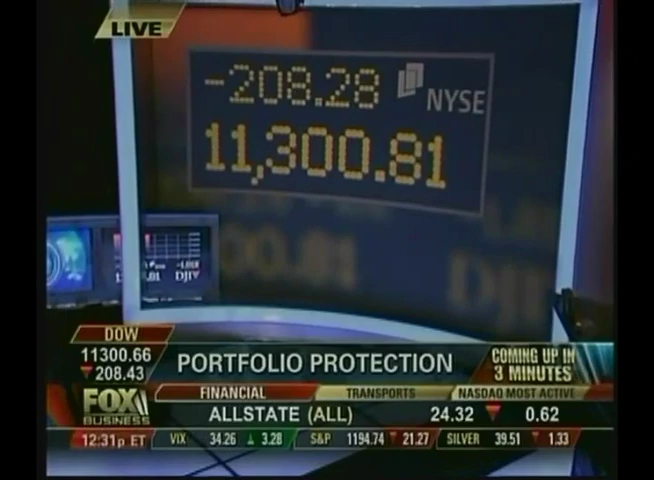 LIVE
-208.28
NYSE
11,300.81
DJI
DOW
11300.66
208.43
PORTFOLIO PROTECTION
COMING UP IN
3 MINUTES
FINANCIAL
TRANSPORTS
NASDAQ MOST ACTIVE
FOX
BUSINESS
ALLSTATE (ALL)
24.32
0.62
12:31p ET
VIX
34.26
3.28
S&P
1194.74
21.27
SILVER
39.51
1.33